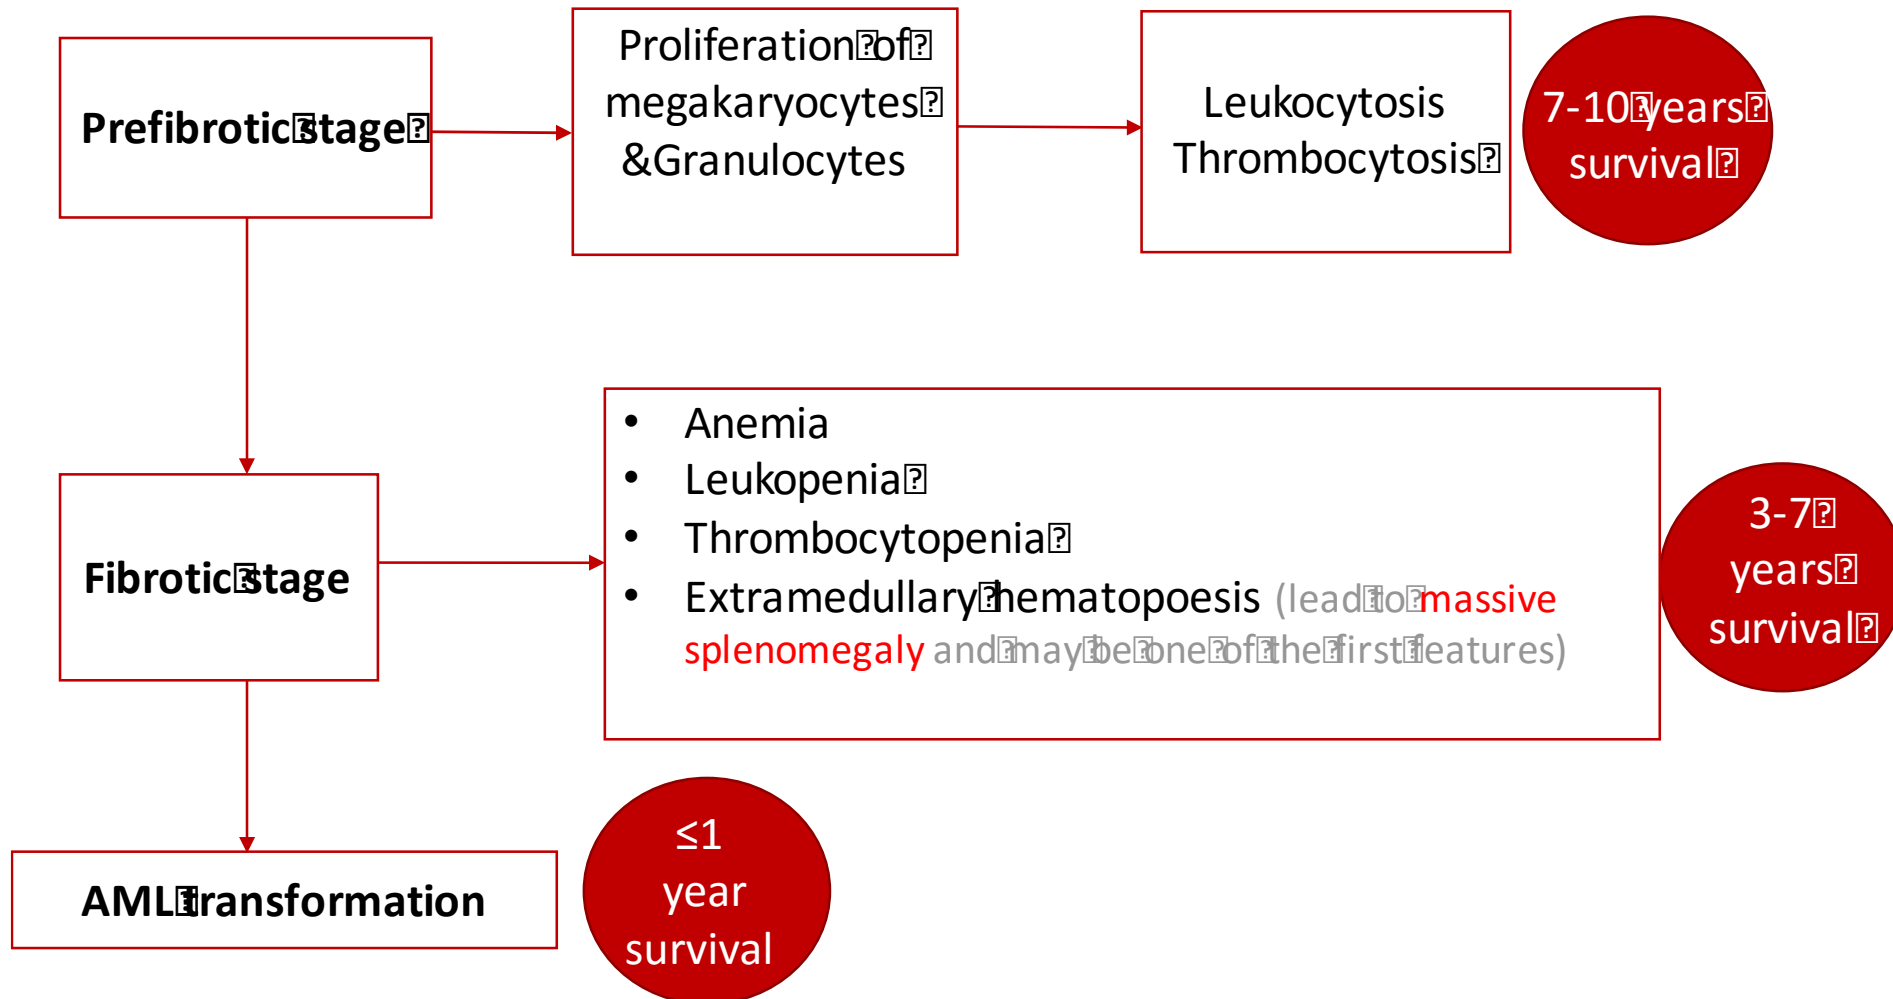 Prefibrotic stage
Proliferation of
megakaryocytes
&Granulocytes
Leukocytosis
Thrombocytosis
7-10 years
survival
Fibrotic stage
• Anemia
• Leukopenia
• Thrombocytopenia
• Extramedullary hematopoesis (lead to massive
splenomegaly and may be one of the first features)
3-7
years
survival
AML transformation
≤1
year
survival